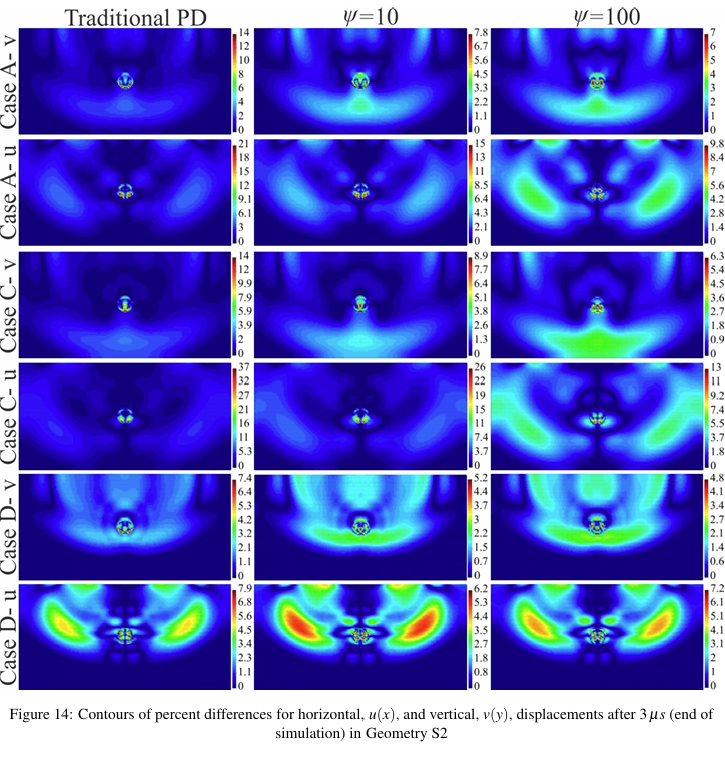 Traditional PD ψ=10 ψ=100
Case A- v
14 7.8 7
12 6.7 6
10 5.6 5
8 4.5 4
6 3.3 3
4 2.2 2
2 1.1 1
0 0 0
Case A- u
21 15 9.8
18 13 8.4
15 11 7
12 8.5 5.6
9.1 6.4 4.2
6.1 4.3 2.8
3 2.1 1.4
0 0 0
Case C- v
14 8.9 6.3
12 7.7 5.4
9.9 6.4 4.5
7.9 5.1 3.6
5.9 3.8 2.7
3.9 2.6 1.8
2 1.3 0.9
0 0 0
Case C- u
37 26 13
32 22 11
27 19 9.2
21 15 7.3
16 11 5.5
11 7.4 3.7
5.3 3.7 1.8
0 0 0
Case D- v
7.4 5.2 4.8
6.4 4.4 4.1
5.3 3.7 3.4
4.2 3 2.7
3.2 2.2 2.1
2.1 1.5 1.4
1.1 0.7 0.6
0 0 0
Case D- u
7.9 6.2 7.2
6.8 5.3 6.2
5.6 4.5 5.1
4.5 3.5 4.1
3.4 2.7 3.1
2.3 1.8 2
1.1 0.8 1
0 0 0
Figure 14: Contours of percent differences for horizontal, u(x), and vertical, v(y), displacements after 3 μs (end of
simulation) in Geometry S2